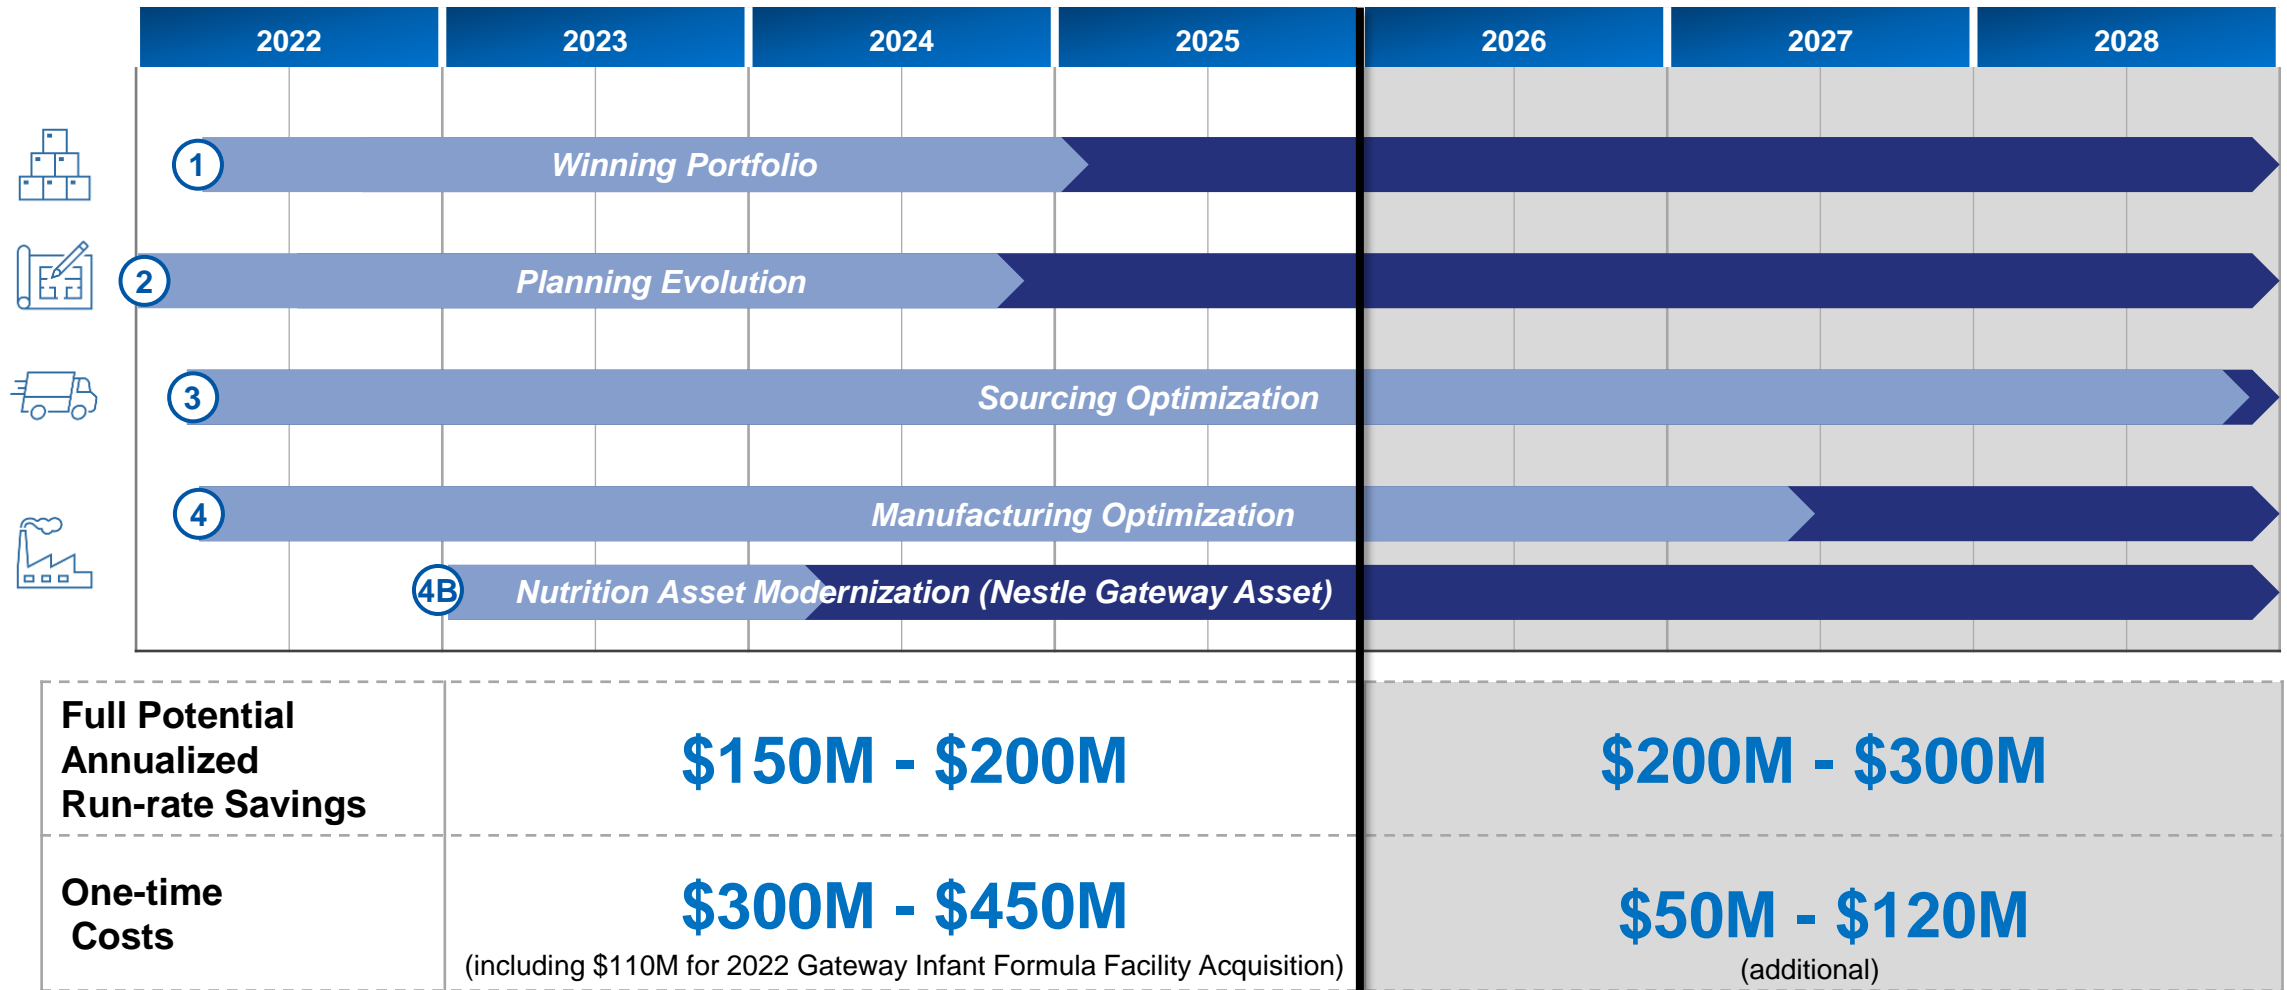 2022 2023 2024 2025 2026 2027 2028
1 Winning Portfolio
2 Planning Evolution
3 Sourcing Optimization
4 Manufacturing Optimization
4B Nutrition Asset Modernization (Nestle Gateway Asset)
Full Potential
Annualized
Run-rate Savings
$150M - $200M
$200M - $300M
One-time
Costs
$300M - $450M
(including $110M for 2022 Gateway Infant Formula Facility Acquisition)
$50M - $120M
(additional)